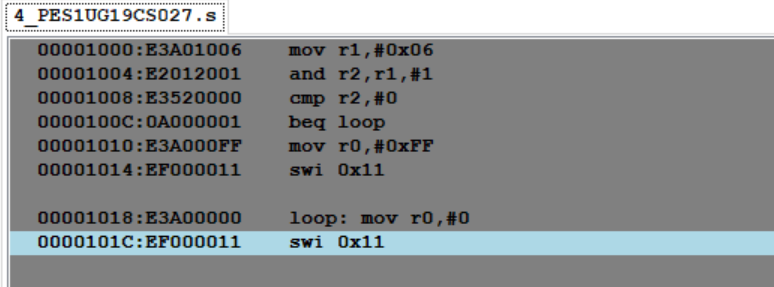 4_PES1UG19CS027.s
00001000:E3A01006 mov r1,#0x06
00001004:E2012001 and r2,r1,#1
00001008:E3520000 cmp r2,#0
0000100C:0A000001 beq loop
00001010:E3A000FF mov r0,#0xFF
00001014:EF000011 swi 0x11
00001018:E3A00000 loop: mov r0,#0
0000101C:EF000011 swi 0x11